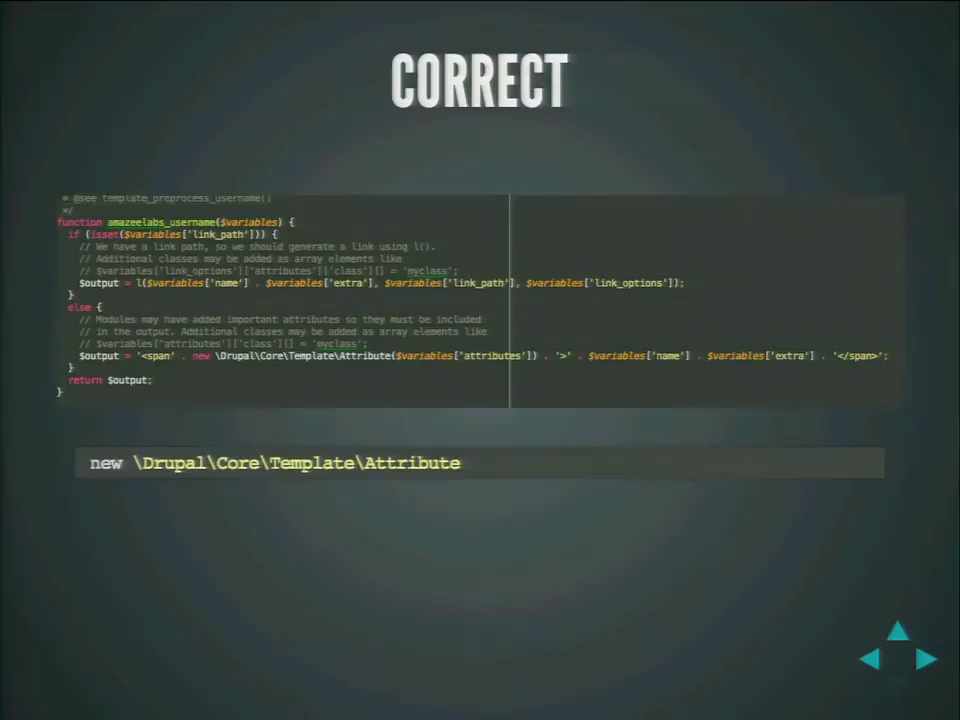 CORRECT
* @see template_preprocess_username()
*/
function amazeelabs_username($variables) {
if (isset($variables['link_path'])) {
// We have a link path, so we should generate a link using l().
// Additional classes may be added as array elements like
// $variables['link_options']['attributes']['class'][] = 'myclass';
$output = l($variables['name'] . $variables['extra'], $variables['link_path'], $variables['link_options']);
}
else {
// Modules may have added important attributes so they must be included
// in the output. Additional classes may be added as array elements like
// $variables['attributes']['class'][] = 'myclass';
$output = '<span' . new \Drupal\Core\Template\Attribute($variables['attributes']) . '>' . $variables['name'] . $variables['extra'] . '</span>';
}
return $output;
}
new \Drupal\Core\Template\Attribute